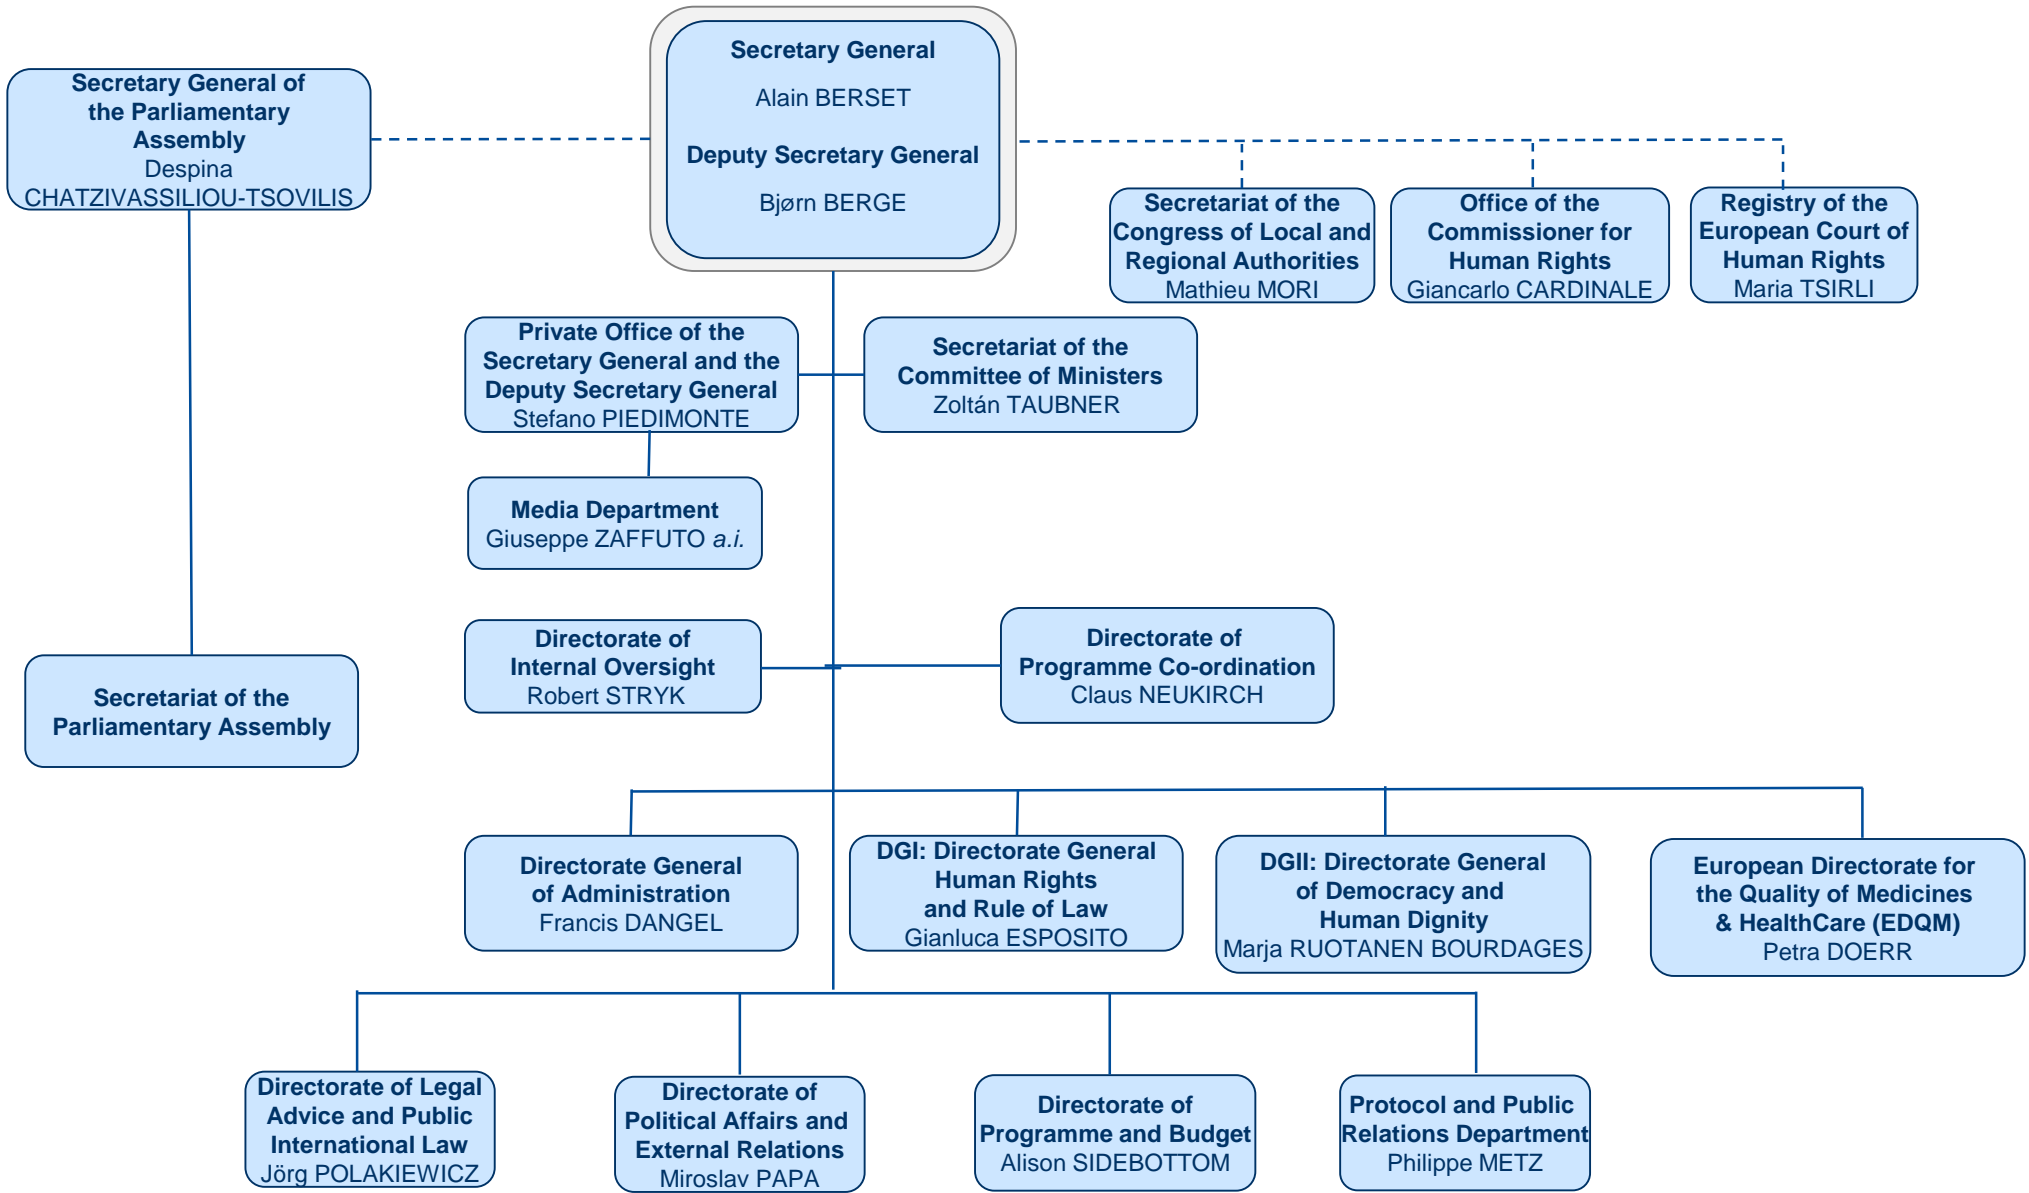 Secretary General
Alain BERSET
Deputy Secretary General
Bjørn BERGE
Secretary General of
the Parliamentary
Assembly
Despina
CHATZIVASSILIOU-TSOVILIS
Secretariat of the
Congress of Local and
Regional Authorities
Mathieu MORI
Office of the
Commissioner for
Human Rights
Giancarlo CARDINALE
Registry of the
European Court of
Human Rights
Maria TSIRLI
Private Office of the
Secretary General and the
Deputy Secretary General
Stefano PIEDIMONTE
Secretariat of the
Committee of Ministers
Zoltán TAUBNER
Media Department
Giuseppe ZAFFUTO a.i.
Directorate of
Internal Oversight
Robert STRYK
Directorate of
Programme Co-ordination
Claus NEUKIRCH
Secretariat of the
Parliamentary Assembly
Directorate General
of Administration
Francis DANGEL
DGI: Directorate General
Human Rights
and Rule of Law
Gianluca ESPOSITO
DGII: Directorate General
of Democracy and
Human Dignity
Marja RUOTANEN BOURDAGES
European Directorate for
the Quality of Medicines
& HealthCare (EDQM)
Petra DOERR
Directorate of Legal
Advice and Public
International Law
Jörg POLAKIEWICZ
Directorate of
Political Affairs and
External Relations
Miroslav PAPA
Directorate of
Programme and Budget
Alison SIDEBOTTOM
Protocol and Public
Relations Department
Philippe METZ